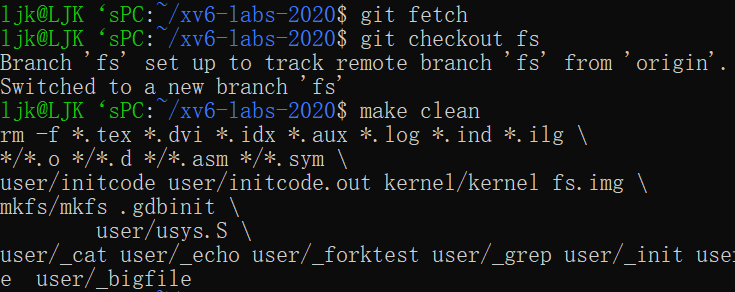 ljk@LJK ‘sPC:~/xv6-labs-2020$ git fetch
ljk@LJK ‘sPC:~/xv6-labs-2020$ git checkout fs
Branch 'fs' set up to track remote branch 'fs' from 'origin'.
Switched to a new branch 'fs'
ljk@LJK ‘sPC:~/xv6-labs-2020$ make clean
rm -f *.tex *.dvi *.idx *.aux *.log *.ind *.ilg \
*/*.o */*.d */*.asm */*.sym \
user/initcode user/initcode.out kernel/kernel fs.img \
mkfs/mkfs .gdbinit \
        user/usys.S \
user/_cat user/_echo user/_forktest user/_grep user/_init use
e  user/_bigfile